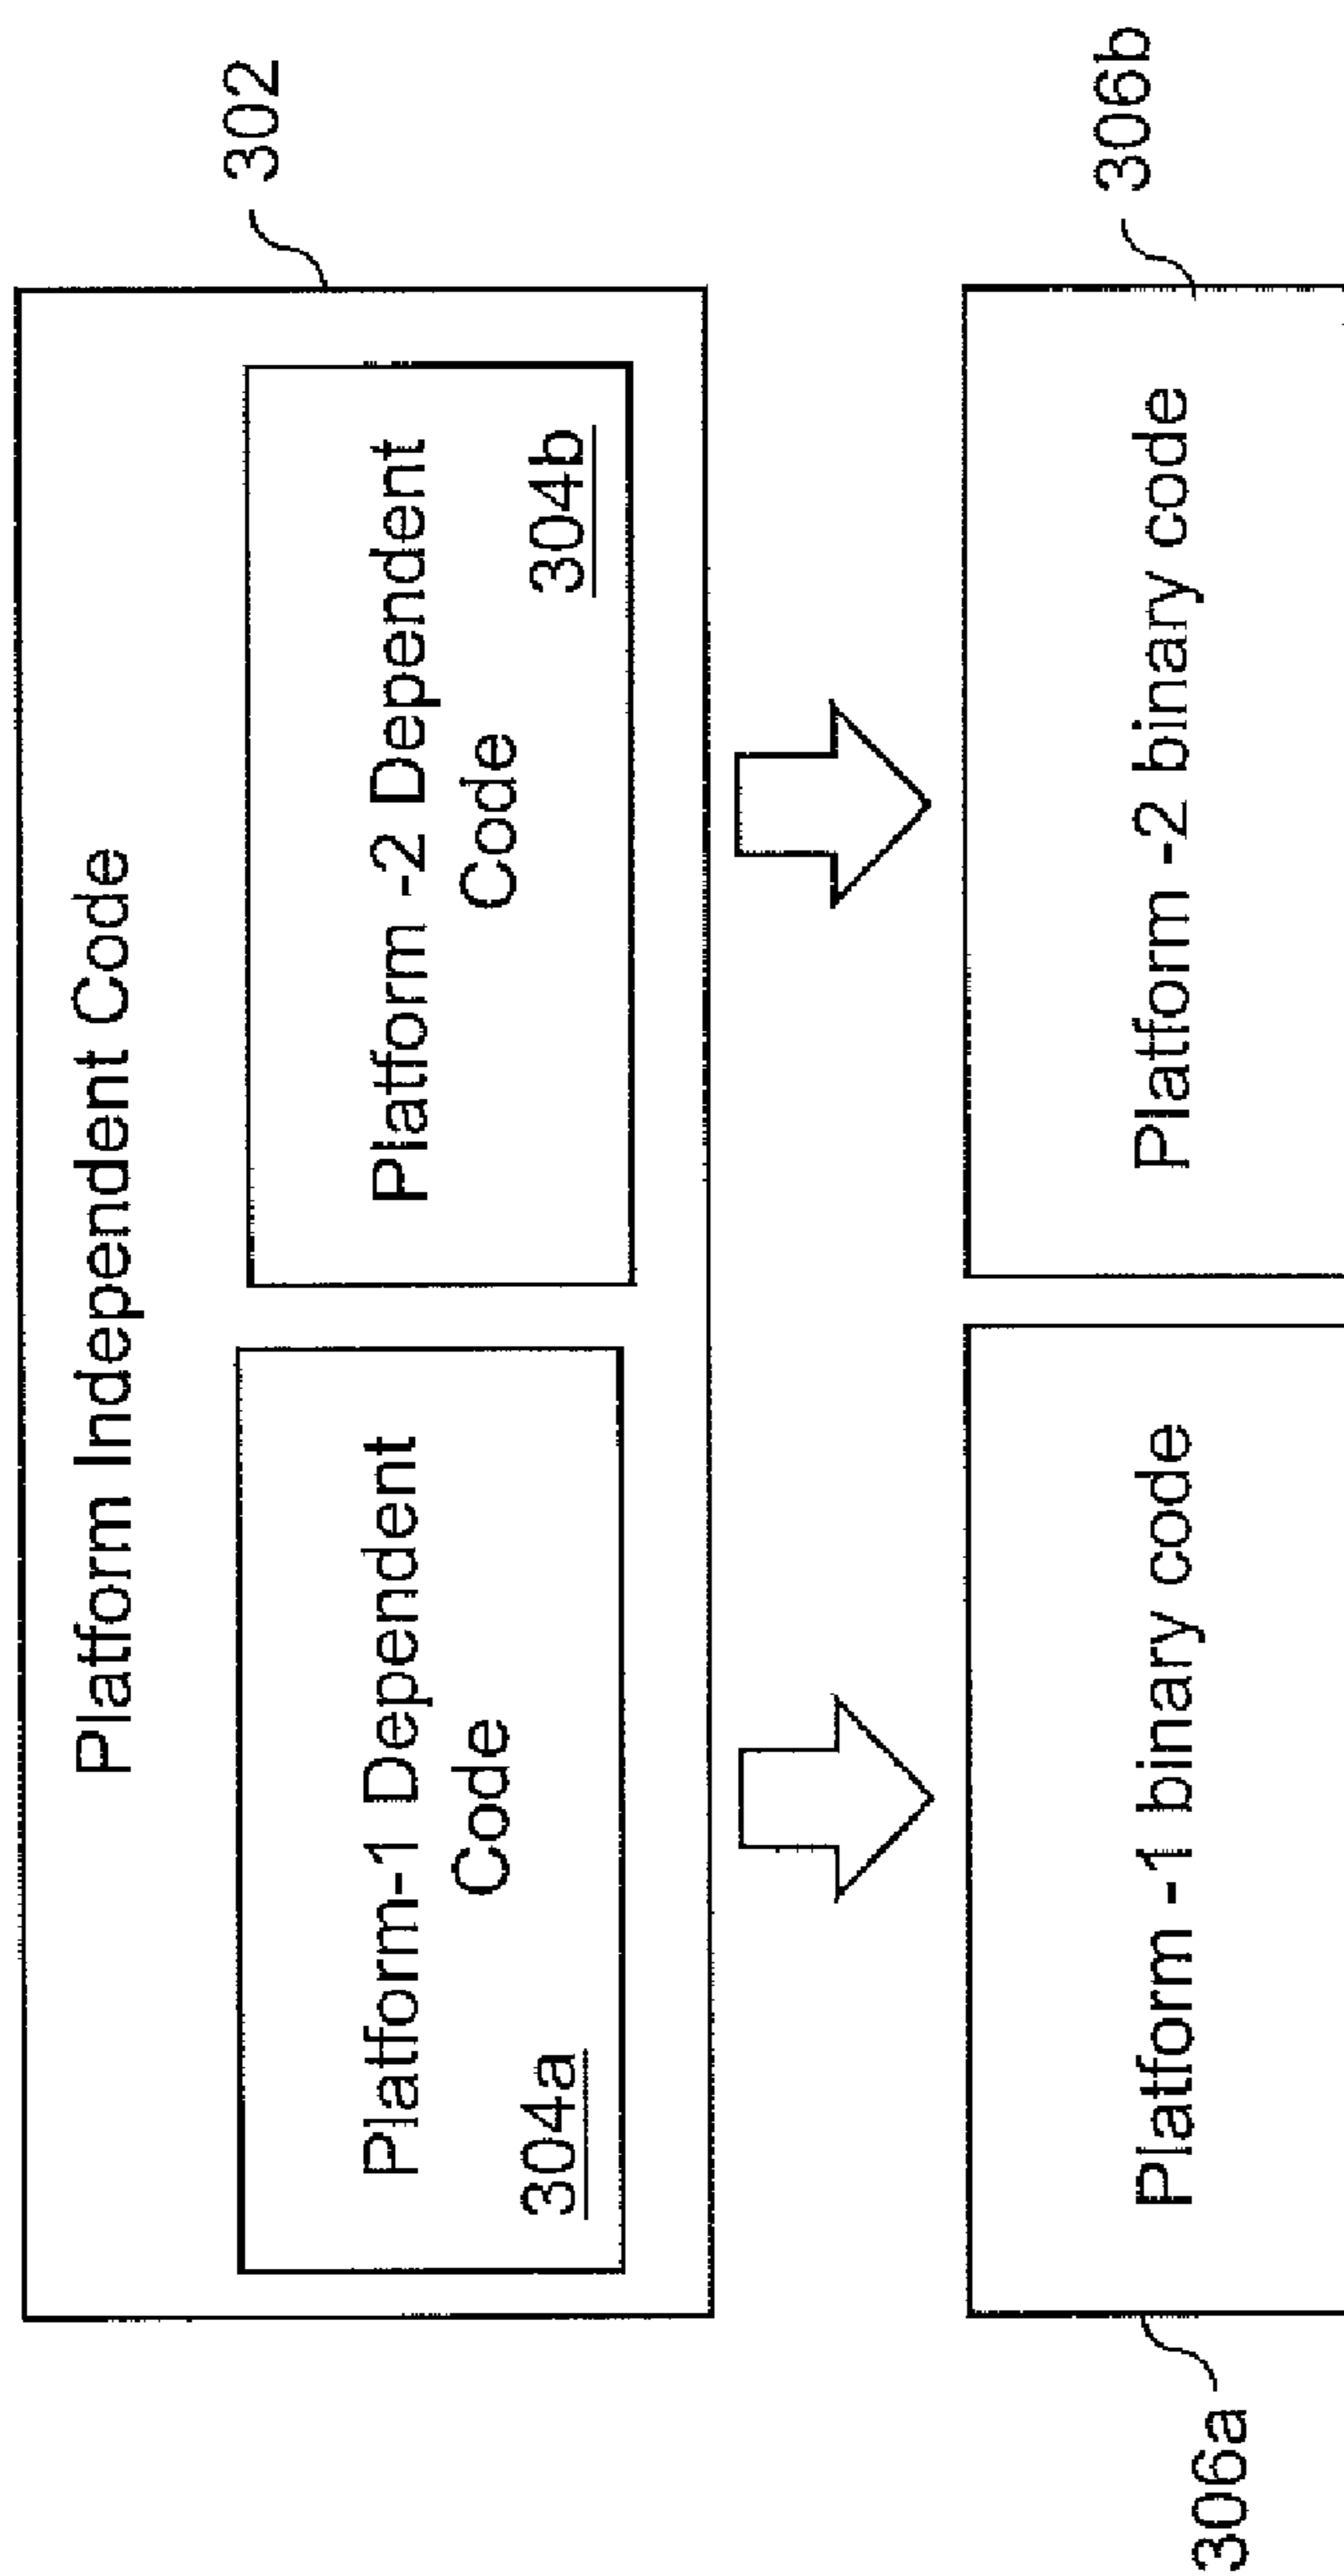 302
Platform Independent Code
Platform-1 Dependent
Code
304a
Platform -2 Dependent
Code
304b
Platform -1 binary code
306a
Platform -2 binary code
306b